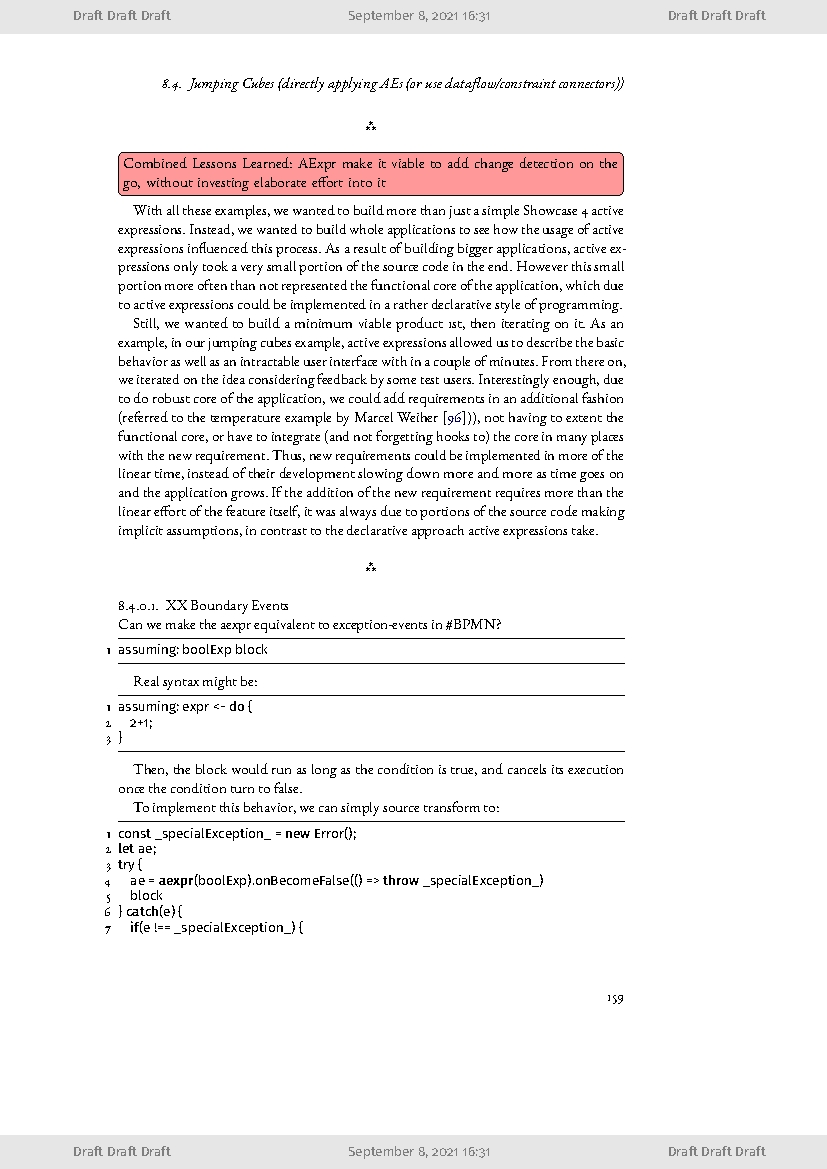 Draft Draft Draft September 8, 2021 16:31 Draft Draft Draft
8.4. Jumping Cubes (directly applying AEs (or use dataflow/constraint connectors))
⁂
Combined Lessons Learned: AExpr make it viable to add change detection on the
go, without investing elaborate effort into it
With all these examples, we wanted to build more than just a simple Showcase 4 active
expressions. Instead, we wanted to build whole applications to see how the usage of active
expressions influenced this process. As a result of building bigger applications, active ex-
pressions only took a very small portion of the source code in the end. However this small
portion more often than not represented the functional core of the application, which due
to active expressions could be implemented in a rather declarative style of programming.
Still, we wanted to build a minimum viable product 1st, then iterating on it. As an
example, in our jumping cubes example, active expressions allowed us to describe the basic
behavior as well as an intractable user interface with in a couple of minutes. From there on,
we iterated on the idea considering feedback by some test users. Interestingly enough, due
to do robust core of the application, we could add requirements in an additional fashion
(referred to the temperature example by Marcel Weiher [96])), not having to extent the
functional core, or have to integrate (and not forgetting hooks to) the core in many places
with the new requirement. Thus, new requirements could be implemented in more of the
linear time, instead of their development slowing down more and more as time goes on
and the application grows. If the addition of the new requirement requires more than the
linear effort of the feature itself, it was always due to portions of the source code making
implicit assumptions, in contrast to the declarative approach active expressions take.
⁂
8.4.0.1. XX Boundary Events
Can we make the aexpr equivalent to exception-events in #BPMN?
1 assuming: boolExp block
Real syntax might be:
1 assuming: expr <- do {
2 2+1;
3 }
Then, the block would run as long as the condition is true, and cancels its execution
once the condition turn to false.
To implement this behavior, we can simply source transform to:
1 const _specialException_ = new Error();
2 let ae;
3 try {
4 ae = aexpr(boolExp).onBecomeFalse(() => throw _specialException_)
5 block
6 } catch(e) {
7 if(e !== _specialException_) {
159
Draft Draft Draft September 8, 2021 16:31 Draft Draft Draft